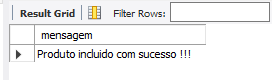 Result Grid Filter Rows:
mensagem
Produto incluido com sucesso !!!